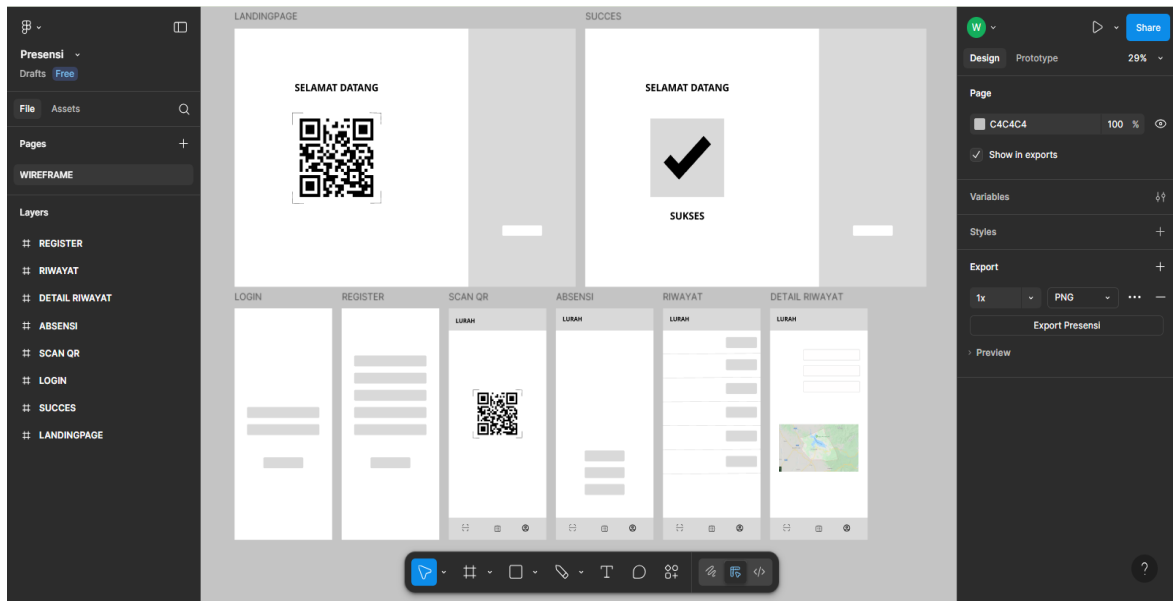 Presensi
Drafts Free
File Assets
Pages
WIREFRAME
Layers
REGISTER
RIWAYAT
DETAIL RIWAYAT
ABSENSI
SCAN QR
LOGIN
SUCCES
LANDINGPAGE
LANDINGPAGE
SELAMAT DATANG
SUCCES
SELAMAT DATANG
SUKSES
LOGIN
REGISTER
SCAN QR
LURAH
ABSENSI
LURAH
RIWAYAT
LURAH
DETAIL RIWAYAT
LURAH
W
Share
Design Prototype 29%
Page
C4C4C4 100 %
Show in exports
Variables
Styles
Export
1x PNG
Export Presensi
Preview
?